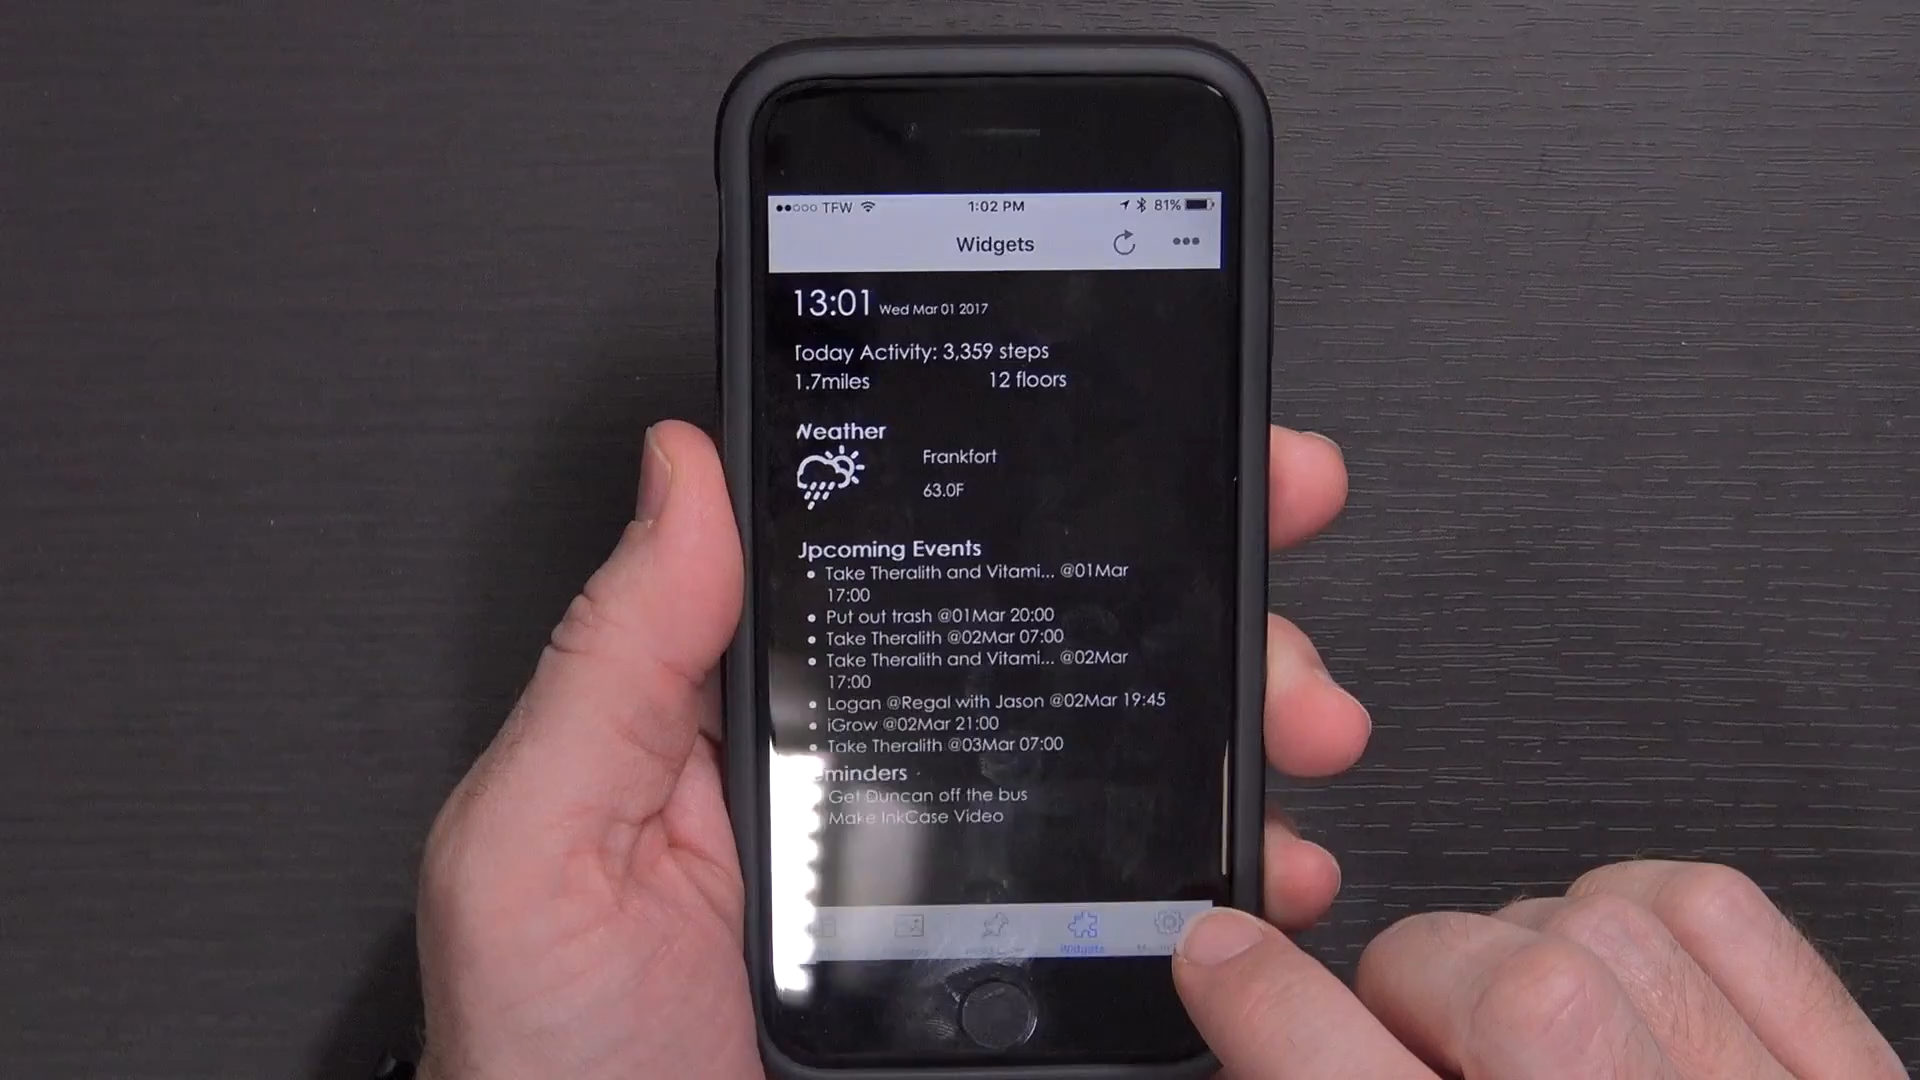 TFW 1:02 PM 81%
Widgets
13:01 Wed Mar 01 2017
Today Activity: 3,359 steps
1.7miles 12 floors
Weather
Frankfort
63.0F
Upcoming Events
Take Theralith and Vitami... @01Mar
17:00
Put out trash @01Mar 20:00
Take Theralith @02Mar 07:00
Take Theralith and Vitami... @02Mar
17:00
Logan @Regal with Jason @02Mar 19:45
iGrow @02Mar 21:00
Take Theralith @03Mar 07:00
eminders
Get Duncan off the bus
Make InkCase Video
Widgets